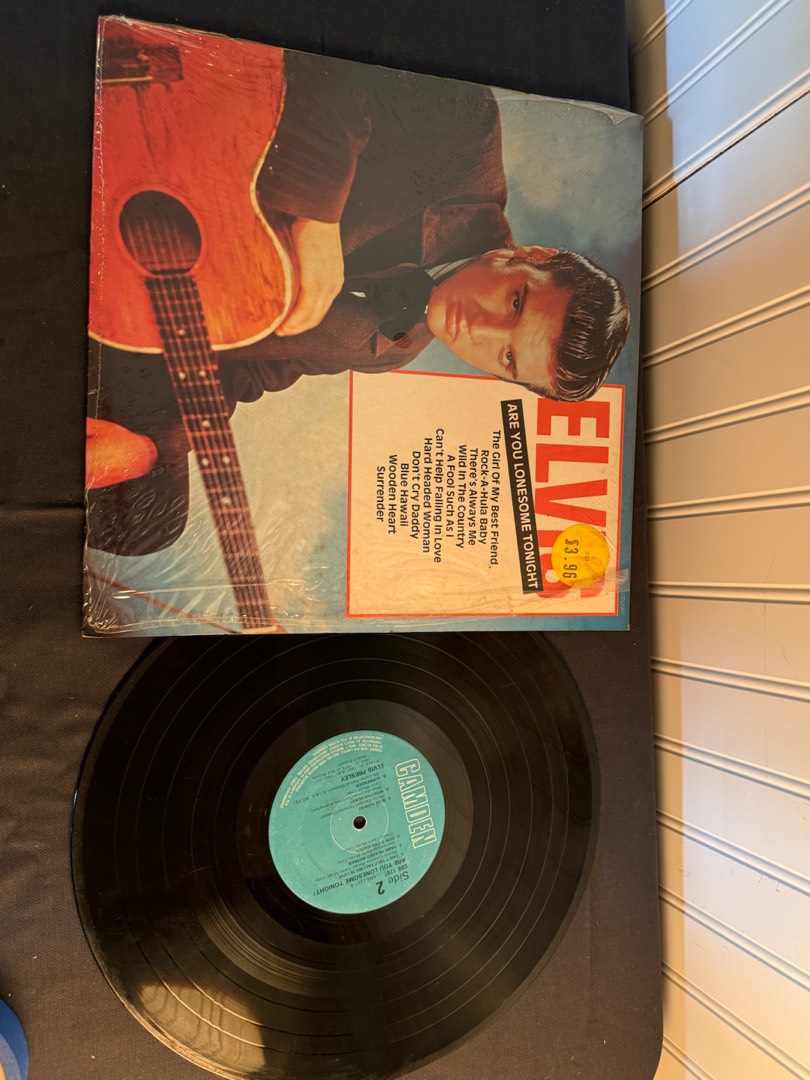 ELVIS
ARE YOU LONESOME TONIGHT
£3.96
The Girl Of My Best Friend.
Rock-A-Hula Baby
There's Always Me
Wild In The Country
A Fool Such As I
Can't Help Falling In Love
Hard Headed Woman
Don't Cry Daddy
Blue Hawaii
Wooden Heart
Surrender
CAMDEN
Side 2
ARE YOU LONESOME TONIGHT?
ELVIS PRESLEY